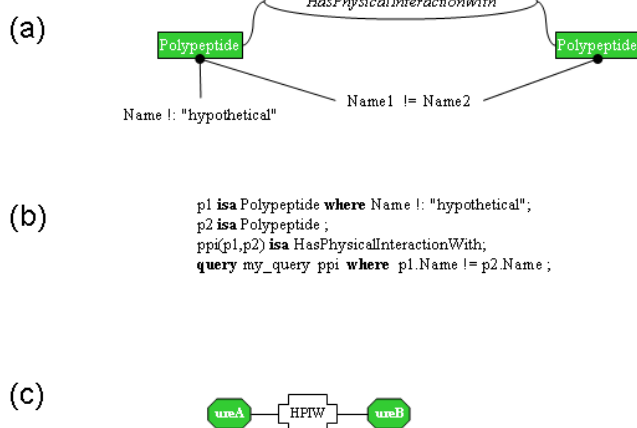 HasPhysicalInteractionWith
(a)
Polypeptide Polypeptide
Name1 != Name2
Name !: "hypothetical"
(b)
p1 isa Polypeptide where Name !: "hypothetical";
p2 isa Polypeptide ;
ppi(p1,p2) isa HasPhysicalInteractionWith;
query my_query ppi where p1.Name != p2.Name ;
(c)
ureA HPIW ureB